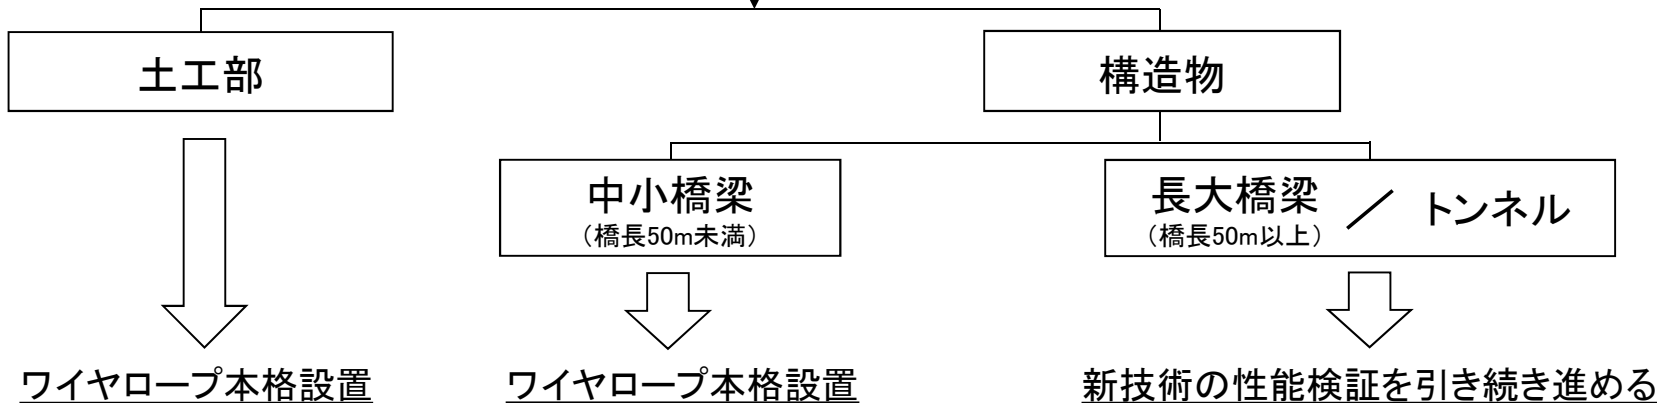 土工部
構造物
中小橋梁
（橋長50m未満）
長大橋梁 ／ トンネル
（橋長50m以上）
ワイヤロープ本格設置
ワイヤロープ本格設置
新技術の性能検証を引き続き進める